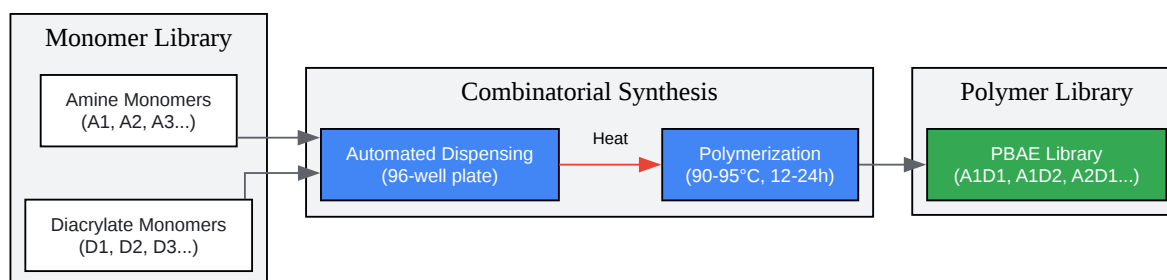 Monomer Library
Amine Monomers
(A1, A2, A3...)
Diacrylate Monomers
(D1, D2, D3...)
Combinatorial Synthesis
Automated Dispensing
(96-well plate)
Heat
Polymerization
(90-95°C, 12-24h)
Polymer Library
PBAE Library
(A1D1, A1D2, A2D1...)